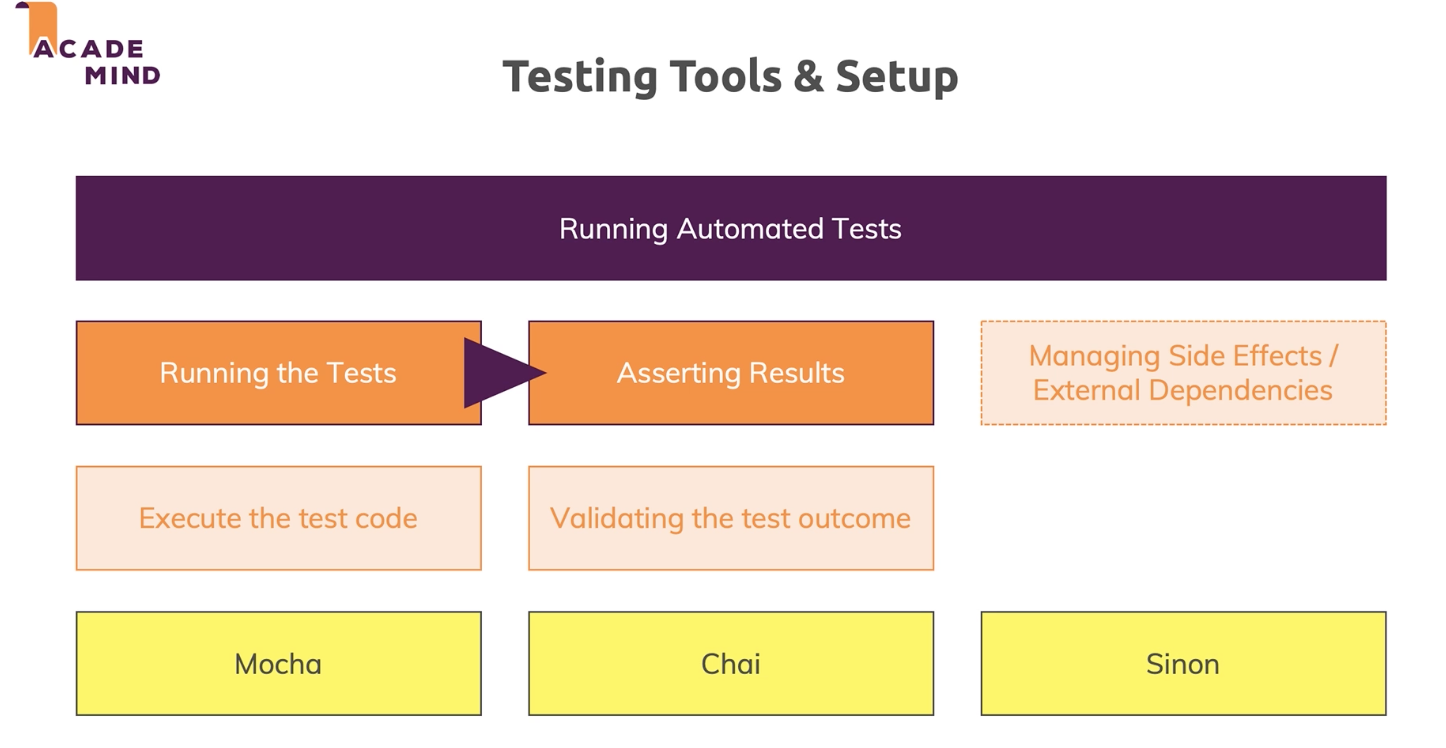 ACADE
MIND
Testing Tools & Setup
Running Automated Tests
Running the Tests
Asserting Results
Managing Side Effects /
External Dependencies
Execute the test code
Validating the test outcome
Mocha
Chai
Sinon